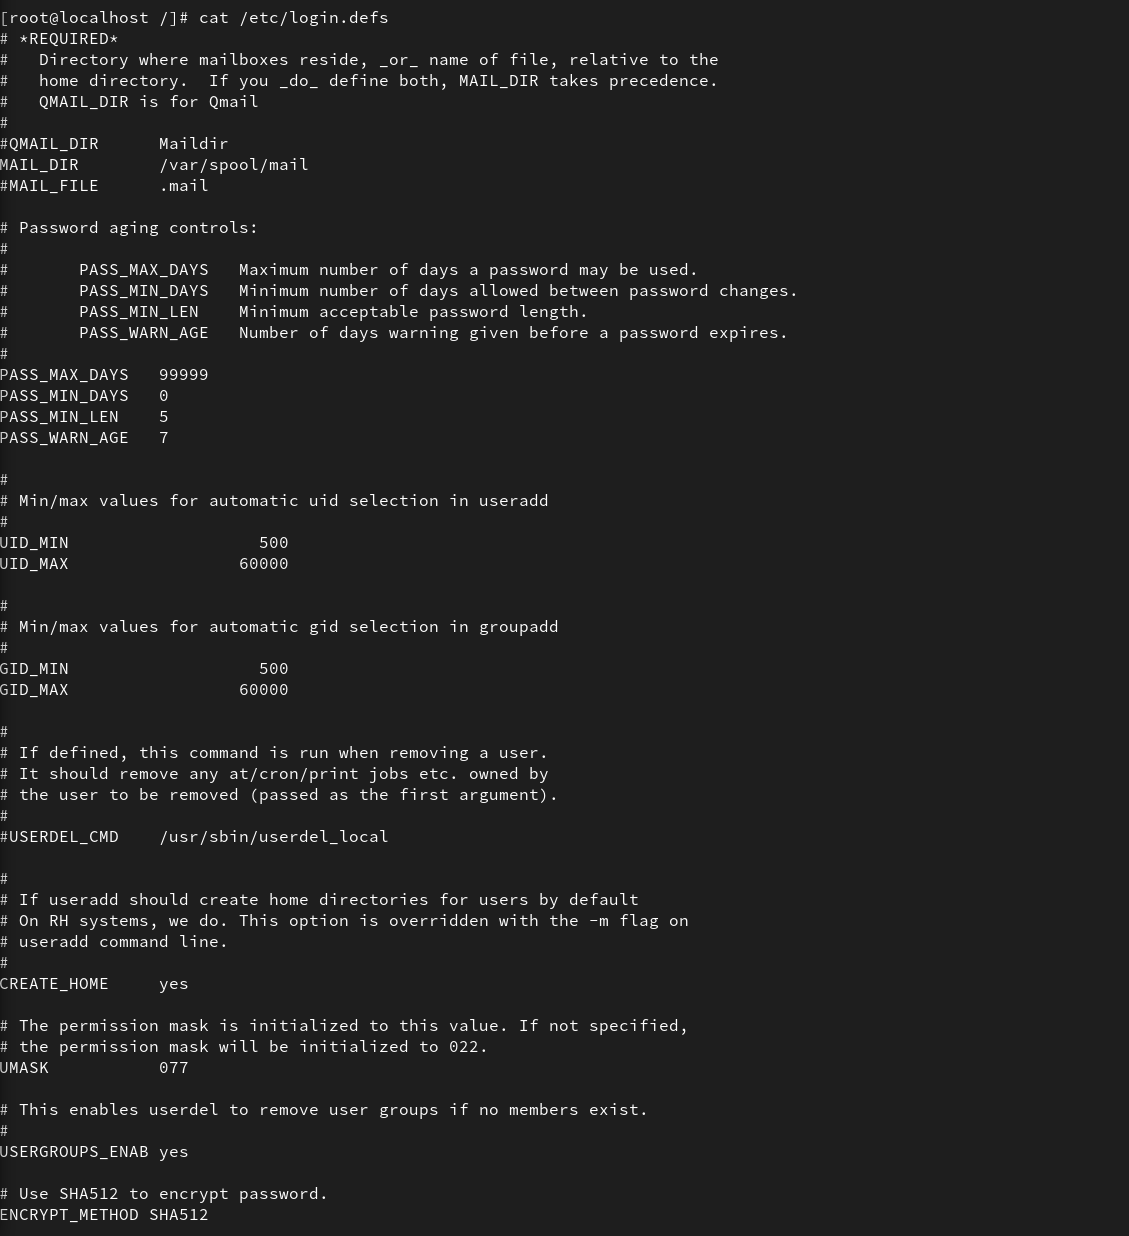 [root@localhost /]# cat /etc/login.defs
# *REQUIRED*
#   Directory where mailboxes reside, _or_ name of file, relative to the
#   home directory.  If you _do_ define both, MAIL_DIR takes precedence.
#   QMAIL_DIR is for Qmail
#
#QMAIL_DIR      Maildir
MAIL_DIR        /var/spool/mail
#MAIL_FILE      .mail

# Password aging controls:
#
#       PASS_MAX_DAYS   Maximum number of days a password may be used.
#       PASS_MIN_DAYS   Minimum number of days allowed between password changes.
#       PASS_MIN_LEN    Minimum acceptable password length.
#       PASS_WARN_AGE   Number of days warning given before a password expires.
#
PASS_MAX_DAYS   99999
PASS_MIN_DAYS   0
PASS_MIN_LEN    5
PASS_WARN_AGE   7

#
# Min/max values for automatic uid selection in useradd
#
UID_MIN                   500
UID_MAX                 60000

#
# Min/max values for automatic gid selection in groupadd
#
GID_MIN                   500
GID_MAX                 60000

#
# If defined, this command is run when removing a user.
# It should remove any at/cron/print jobs etc. owned by
# the user to be removed (passed as the first argument).
#
#USERDEL_CMD    /usr/sbin/userdel_local

#
# If useradd should create home directories for users by default
# On RH systems, we do. This option is overridden with the -m flag on
# useradd command line.
#
CREATE_HOME     yes

# The permission mask is initialized to this value. If not specified,
# the permission mask will be initialized to 022.
UMASK           077

# This enables userdel to remove user groups if no members exist.
#
USERGROUPS_ENAB yes

# Use SHA512 to encrypt password.
ENCRYPT_METHOD SHA512